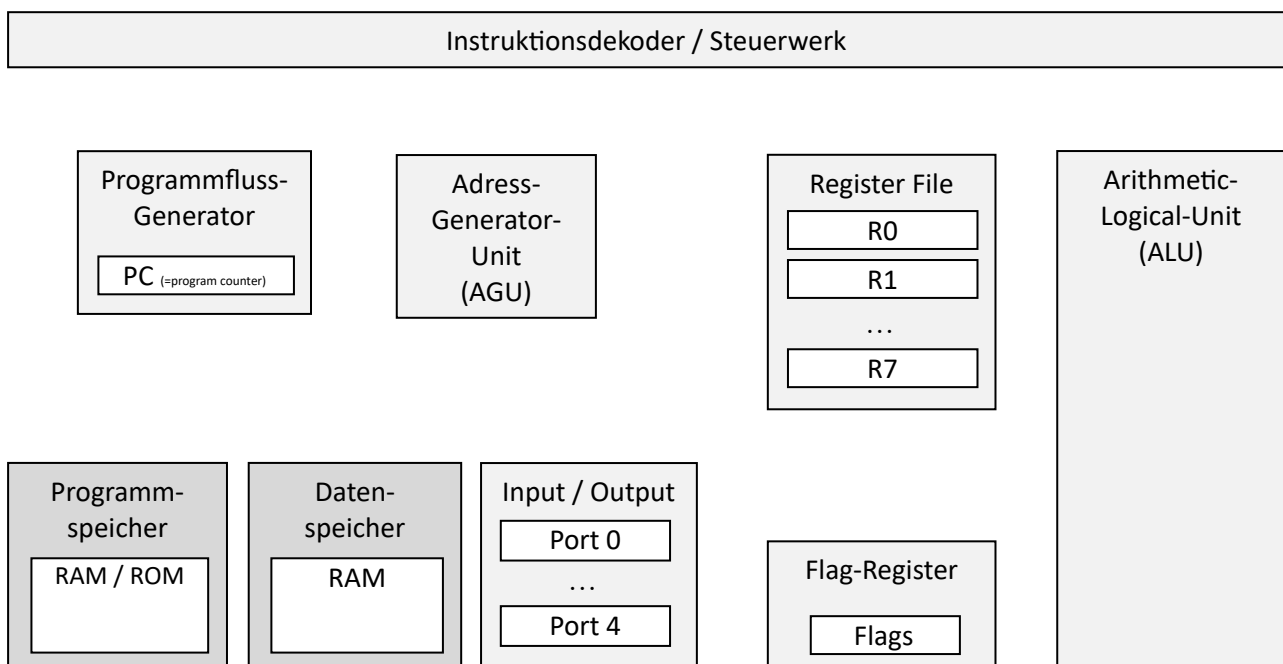 Instruktionsdekoder / Steuerwerk
Programmfluss-
Generator
PC (=program counter)
Adress-
Generator-
Unit
(AGU)
Register File
R0
R1
...
R7
Arithmetic-
Logical-Unit
(ALU)
Programm-
speicher
RAM / ROM
Daten-
speicher
RAM
Input / Output
Port 0
...
Port 4
Flag-Register
Flags